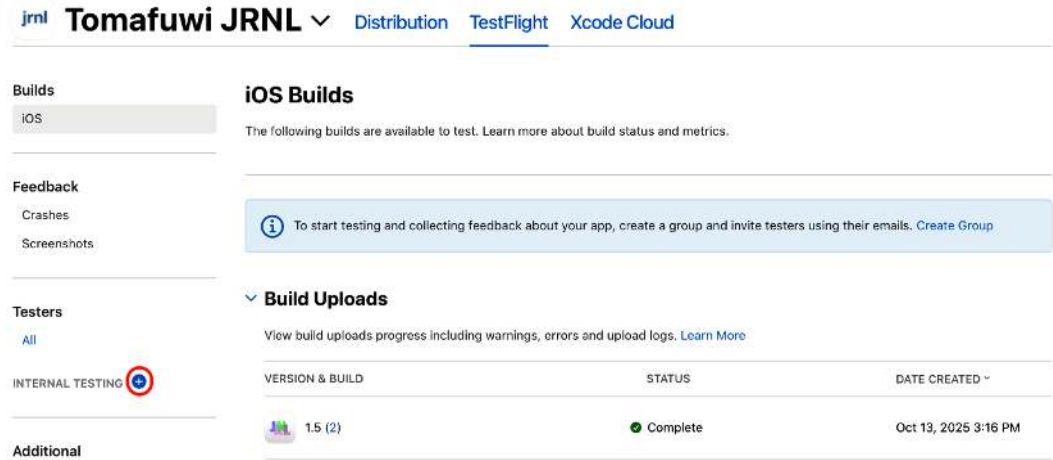 jrnl Tomafuwi JRNL Distribution TestFlight Xcode Cloud
Builds
iOS
Feedback
Crashes
Screenshots
Testers
All
INTERNAL TESTING
Additional
iOS Builds
The following builds are available to test. Learn more about build status and metrics.
To start testing and collecting feedback about your app, create a group and invite testers using their emails. Create Group
Build Uploads
View build uploads progress including warnings, errors and upload logs. Learn More
VERSION & BUILD STATUS DATE CREATED
1.5 (2) Complete Oct 13, 2025 3:16 PM